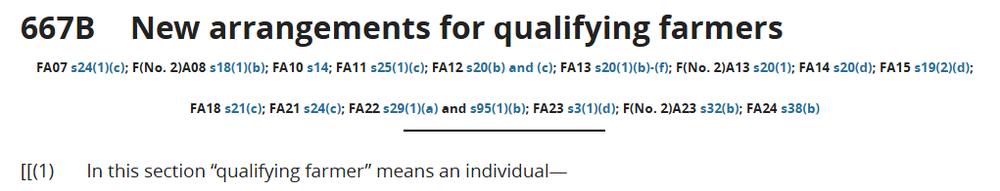 667B New arrangements for qualifying farmers
FA07 s24(1)(c); F(No. 2)A08 s18(1)(b); FA10 s14; FA11 s25(1)(c); FA12 s20(b) and (c); FA13 s20(1)(b)-(f); F(No. 2)A13 s20(1); FA14 s20(d); FA15 s19(2)(d);
FA18 s21(c); FA21 s24(c); FA22 s29(1)(a) and s95(1)(b); FA23 s3(1)(d); F(No. 2)A23 s32(b); FA24 s38(b)
[[(1) In this section “qualifying farmer” means an individual—